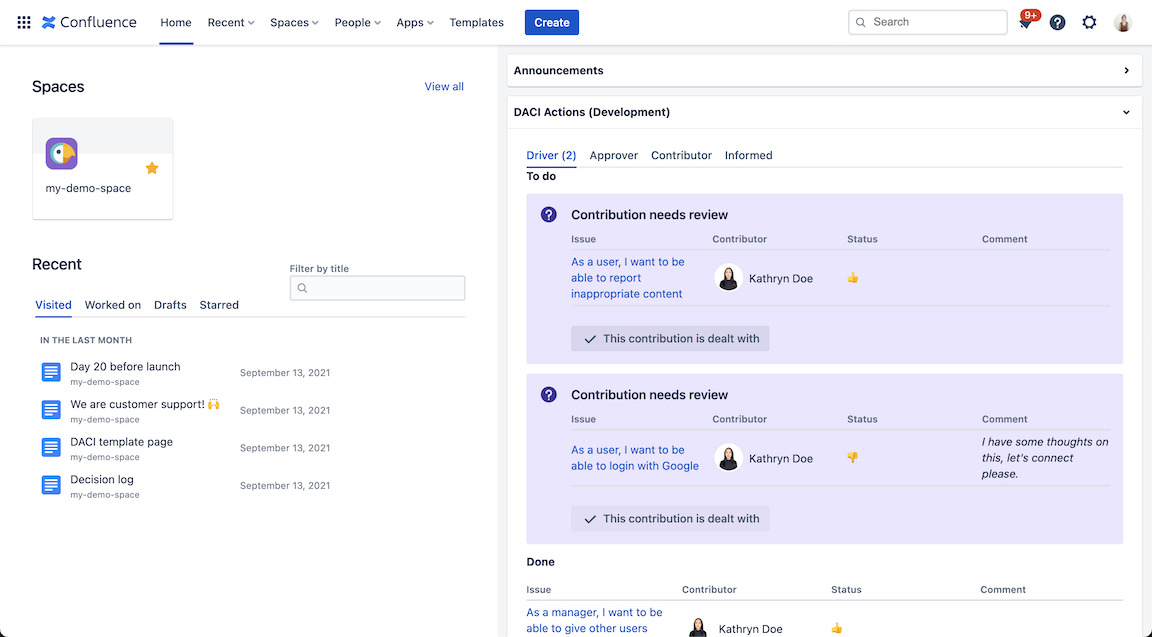 Confluence Home Recent Spaces People Apps Templates Create Search 9+
Spaces View all
my-demo-space
Recent
Filter by title
Visited Worked on Drafts Starred
IN THE LAST MONTH
Day 20 before launch September 13, 2021
my-demo-space
We are customer support! 🙌 September 13, 2021
my-demo-space
DACI template page September 13, 2021
my-demo-space
Decision log September 13, 2021
my-demo-space
Announcements
DACI Actions (Development)
Driver (2) Approver Contributor Informed
To do
? Contribution needs review
Issue Contributor Status Comment
As a user, I want to be
able to report
inappropriate content
Kathryn Doe 👍
This contribution is dealt with
? Contribution needs review
Issue Contributor Status Comment
As a user, I want to be
able to login with Google
Kathryn Doe 👎
I have some thoughts on
this, let's connect
please.
This contribution is dealt with
Done
Issue Contributor Status Comment
As a manager, I want to be
able to give other users
Kathryn Doe 👍